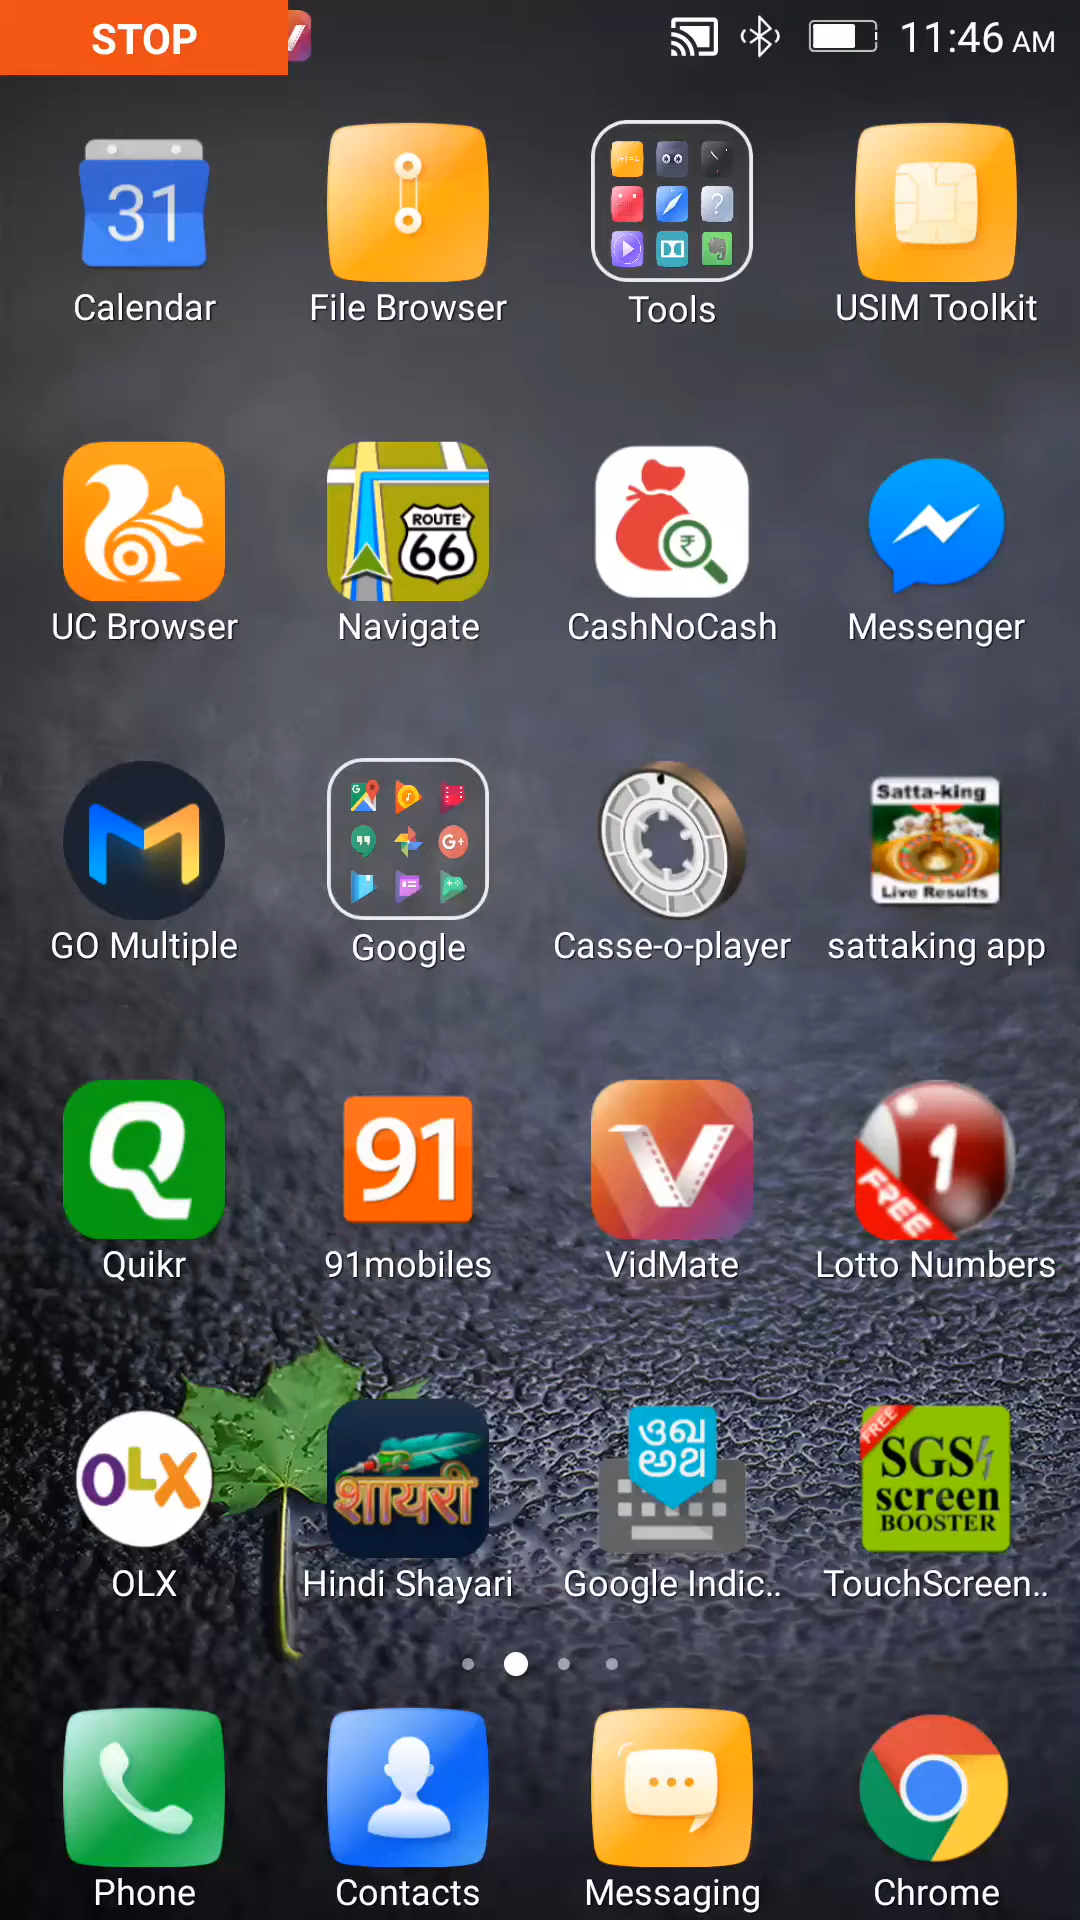 STOP
11:46 AM
31
Calendar
File Browser
Tools
USIM Toolkit
ROUTE
66
UC Browser
Navigate
CashNoCash
Messenger
Satta-king
Live Results
GO Multiple
Google
Casse-o-player
sattaking app
Q
91
1
FREE
Quikr
91mobiles
VidMate
Lotto Numbers
OLX
शायरी
FREE
SGS
screen
BOOSTER
OLX
Hindi Shayari
Google Indic..
TouchScreen..
Phone
Contacts
Messaging
Chrome